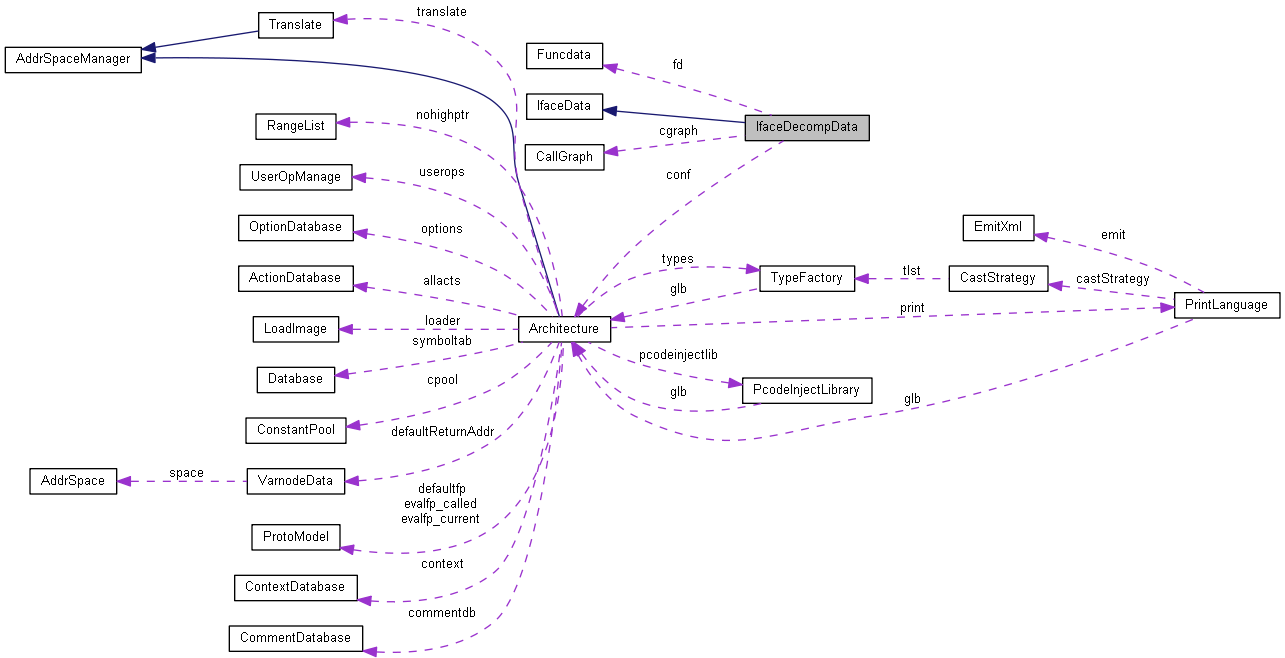 translate
Translate
AddrSpaceManager
Funcdata
fd
IfaceData
nohighptr
RangeList
cgraph
IfaceDecompData
CallGraph
userops
conf
UserOpManage
options
OptionDatabase
EmitXml
emit
types
allacts
ActionDatabase
TypeFactory
tlst
CastStrategy
castStrategy
glb
PrintLanguage
print
loader
LoadImage
Architecture
symboltab
pcodeinjectlib
cpool
Database
glb
PcodeInjectLibrary
glb
ConstantPool
defaultReturnAddr
space
AddrSpace
VarnodeData
defaultfp
evalfp_called
evalfp_current
ProtoModel
context
ContextDatabase
commentdb
CommentDatabase